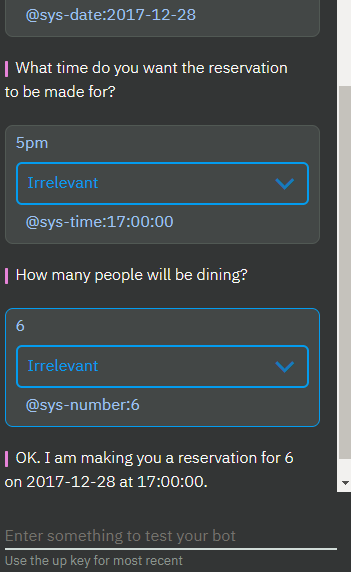 @sys-date:2017-12-28
What time do you want the reservation
to be made for?
5pm
Irrelevant
@sys-time:17:00:00
How many people will be dining?
6
Irrelevant
@sys-number:6
OK. I am making you a reservation for 6
on 2017-12-28 at 17:00:00.
Enter something to test your bot
Use the up key for most recent